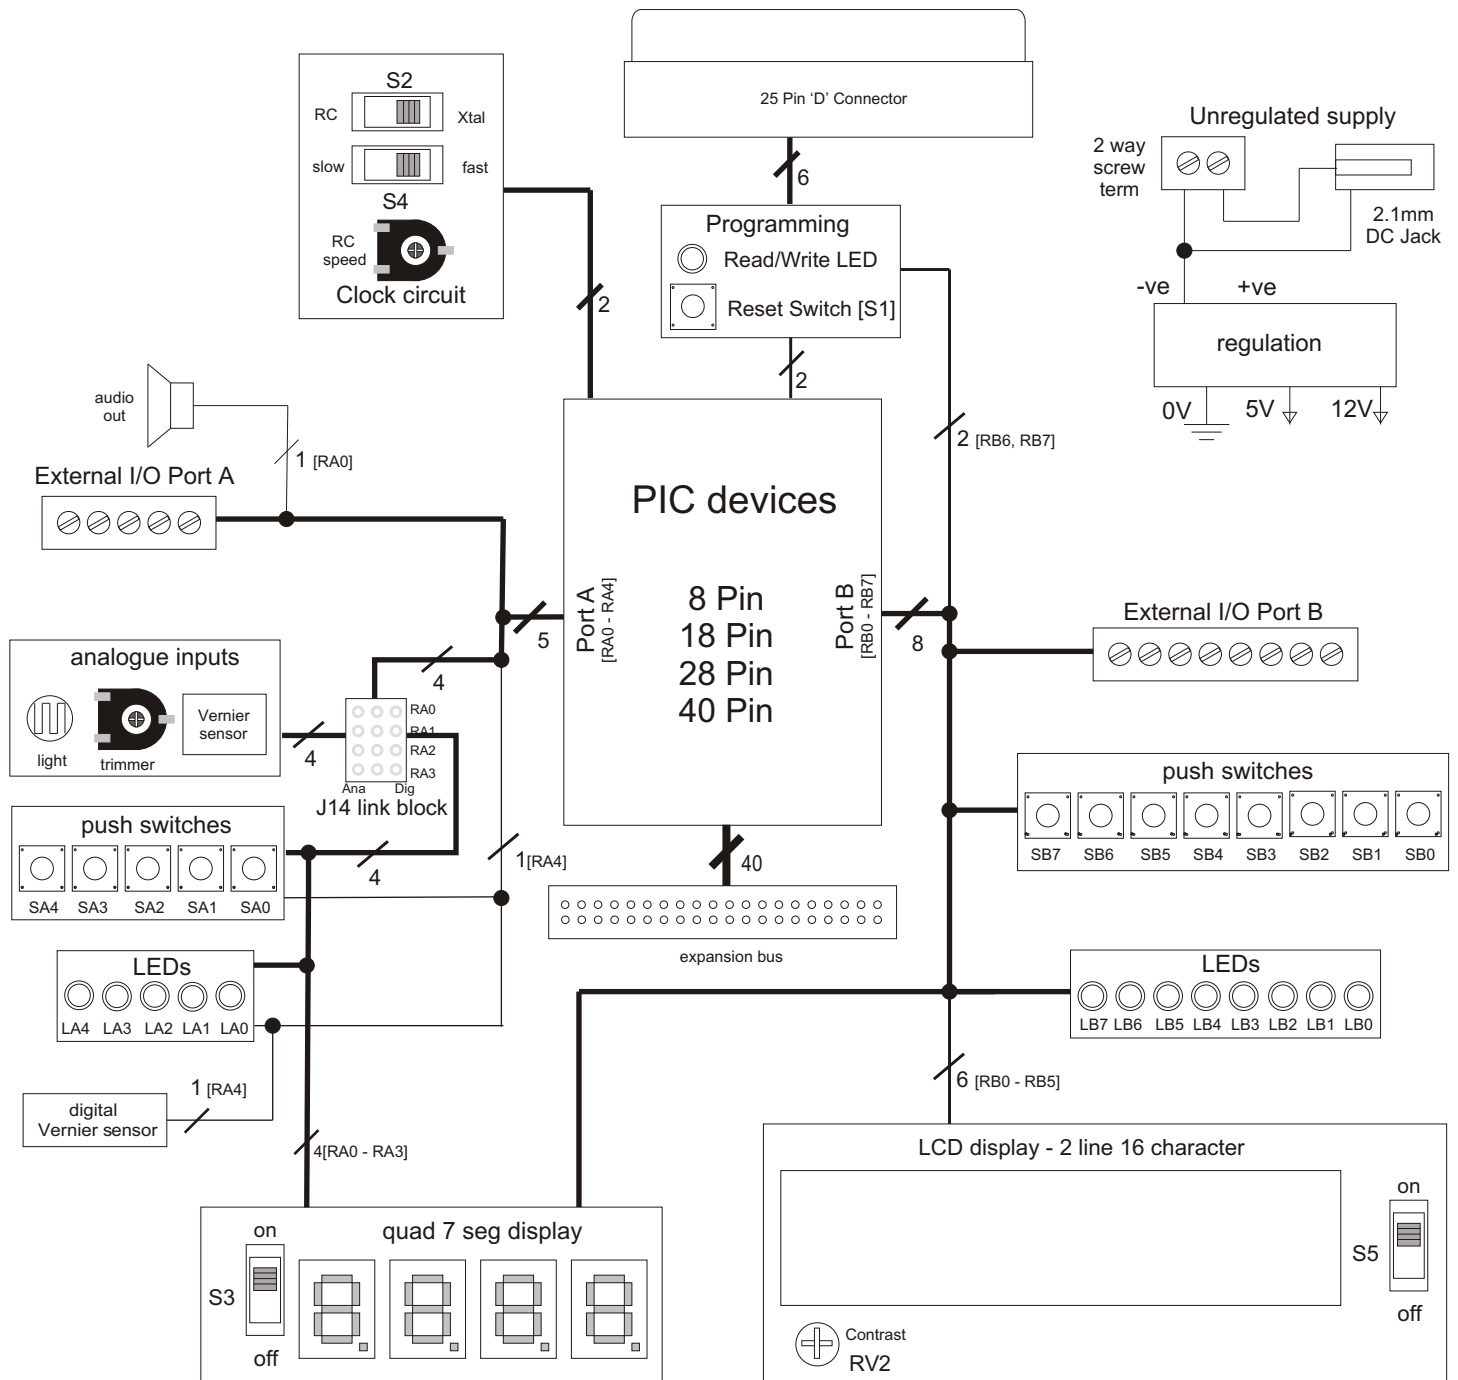 S2
RC
Xtal
slow
fast
S4
RC
speed
Clock circuit
2
25 Pin ‘D’ Connector
6
Programming
Read/Write LED
Reset Switch [S1]
2
2 [RB6, RB7]
Unregulated supply
2 way
screw
term
2.1mm
DC Jack
-ve
+ve
regulation
0V
5V
12V
audio
out
1 [RA0]
External I/O Port A
PIC devices
8 Pin
18 Pin
28 Pin
40 Pin
Port A
[RA0 - RA4]
5
Port B
[RB0 - RB7]
8
External I/O Port B
analogue inputs
light
trimmer
Vernier
sensor
4
4
RA0
RA1
RA2
RA3
Ana
Dig
J14 link block
push switches
SA4
SA3
SA2
SA1
SA0
4
1[RA4]
40
expansion bus
push switches
SB7
SB6
SB5
SB4
SB3
SB2
SB1
SB0
LEDs
LA4
LA3
LA2
LA1
LA0
LEDs
LB7
LB6
LB5
LB4
LB3
LB2
LB1
LB0
1 [RA4]
digital
Vernier sensor
4[RA0 - RA3]
6 [RB0 - RB5]
quad 7 seg display
on
S3
off
LCD display - 2 line 16 character
on
S5
off
Contrast
RV2